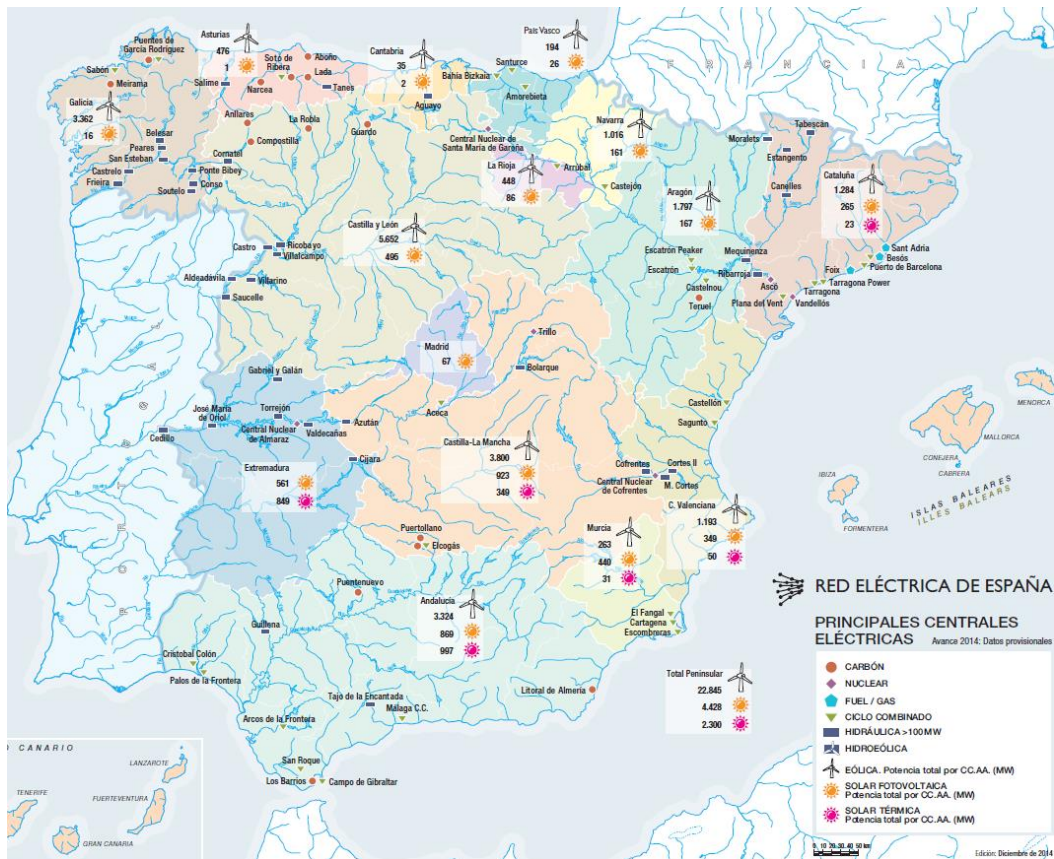 Puentes de
García Rodríguez
Sabón
Meirama
Galicia
3.362
16
Asturias
476
1
Soto de
Ribera
Aboño
Lada
Salime
Narcea
Tanes
Cantabria
35
2
Aguayo
Bahía Bizkaia
Santurce
Amorebieta
País Vasco
194
26
F R A N C I A
Belesar
Peares
San Esteban
Castrelo
Frieira
Anllares
Compostilla
La Robla
Guardo
Cornatel
Ponte Bibey
Conso
Soutelo
Central Nuclear de
Santa María de Garoña
Navarra
1.016
161
La Rioja
448
86
Arrúbal
Castejón
Moralets
Tabescán
Estangento
Canelles
Aragón
1.797
167
Cataluña
1.284
265
23
Castilla y León
5.652
495
Castro
Ricobayo
Villalcampo
Aldeadávila
Villarino
Saucelle
Escatrón Peaker
Escatrón
Castelnou
Teruel
Mequinenza
Ribarroja
Ascó
Plana del Vent
Vandellós
Sant Adria
Besós
Puerto de Barcelona
Foix
Tarragona Power
Tarragona
Madrid
67
Trillo
Bolarque
Aceca
Gabriel y Galán
José María
de Oriol
Torrejón
Cedillo
Central Nuclear
de Almaraz
Valdecañas
Azután
Cíjara
Extremadura
561
849
Castilla-La Mancha
3.800
923
349
Castellón
Sagunto
Cofrentes
Cortes II
Central Nuclear
de Cofrentes
M. Cortes
C. Valenciana
1.193
349
50
Murcia
263
440
31
Puertollano
Elcogás
Puentenuevo
Andalucía
3.324
869
997
Guillena
Cristobal Colón
Palos de la Frontera
Tajo de la Encantada
Málaga C.C.
Arcos de la Frontera
San Roque
Los Barrios
Campo de Gibraltar
Litoral de Almería
El Fangal
Cartagena
Escombreras
MENORCA
MALLORCA
CONEJERA
CABRERA
IBIZA
FORMENTERA
ISLAS BALEARES
ILLES BALEARS
P O R T U G A L
Total Peninsular
22.845
4.428
2.300
RED ELÉCTRICA DE ESPAÑA
PRINCIPALES CENTRALES
ELÉCTRICAS Avance 2014: Datos provisionales
CARBÓN
NUCLEAR
FUEL / GAS
CICLO COMBINADO
HIDRÁULICA >100 MW
HIDROEÓLICA
EÓLICA. Potencia total por CC.AA. (MW)
SOLAR FOTOVOLTAICA
Potencia total por CC.AA. (MW)
SOLAR TÉRMICA
Potencia total por CC.AA. (MW)
0 10 20 30 40 50 km
Edición: Diciembre de 2014
O CANARIO
LANZAROTE
TENERIFE
FUERTEVENTURA
GRAN CANARIA